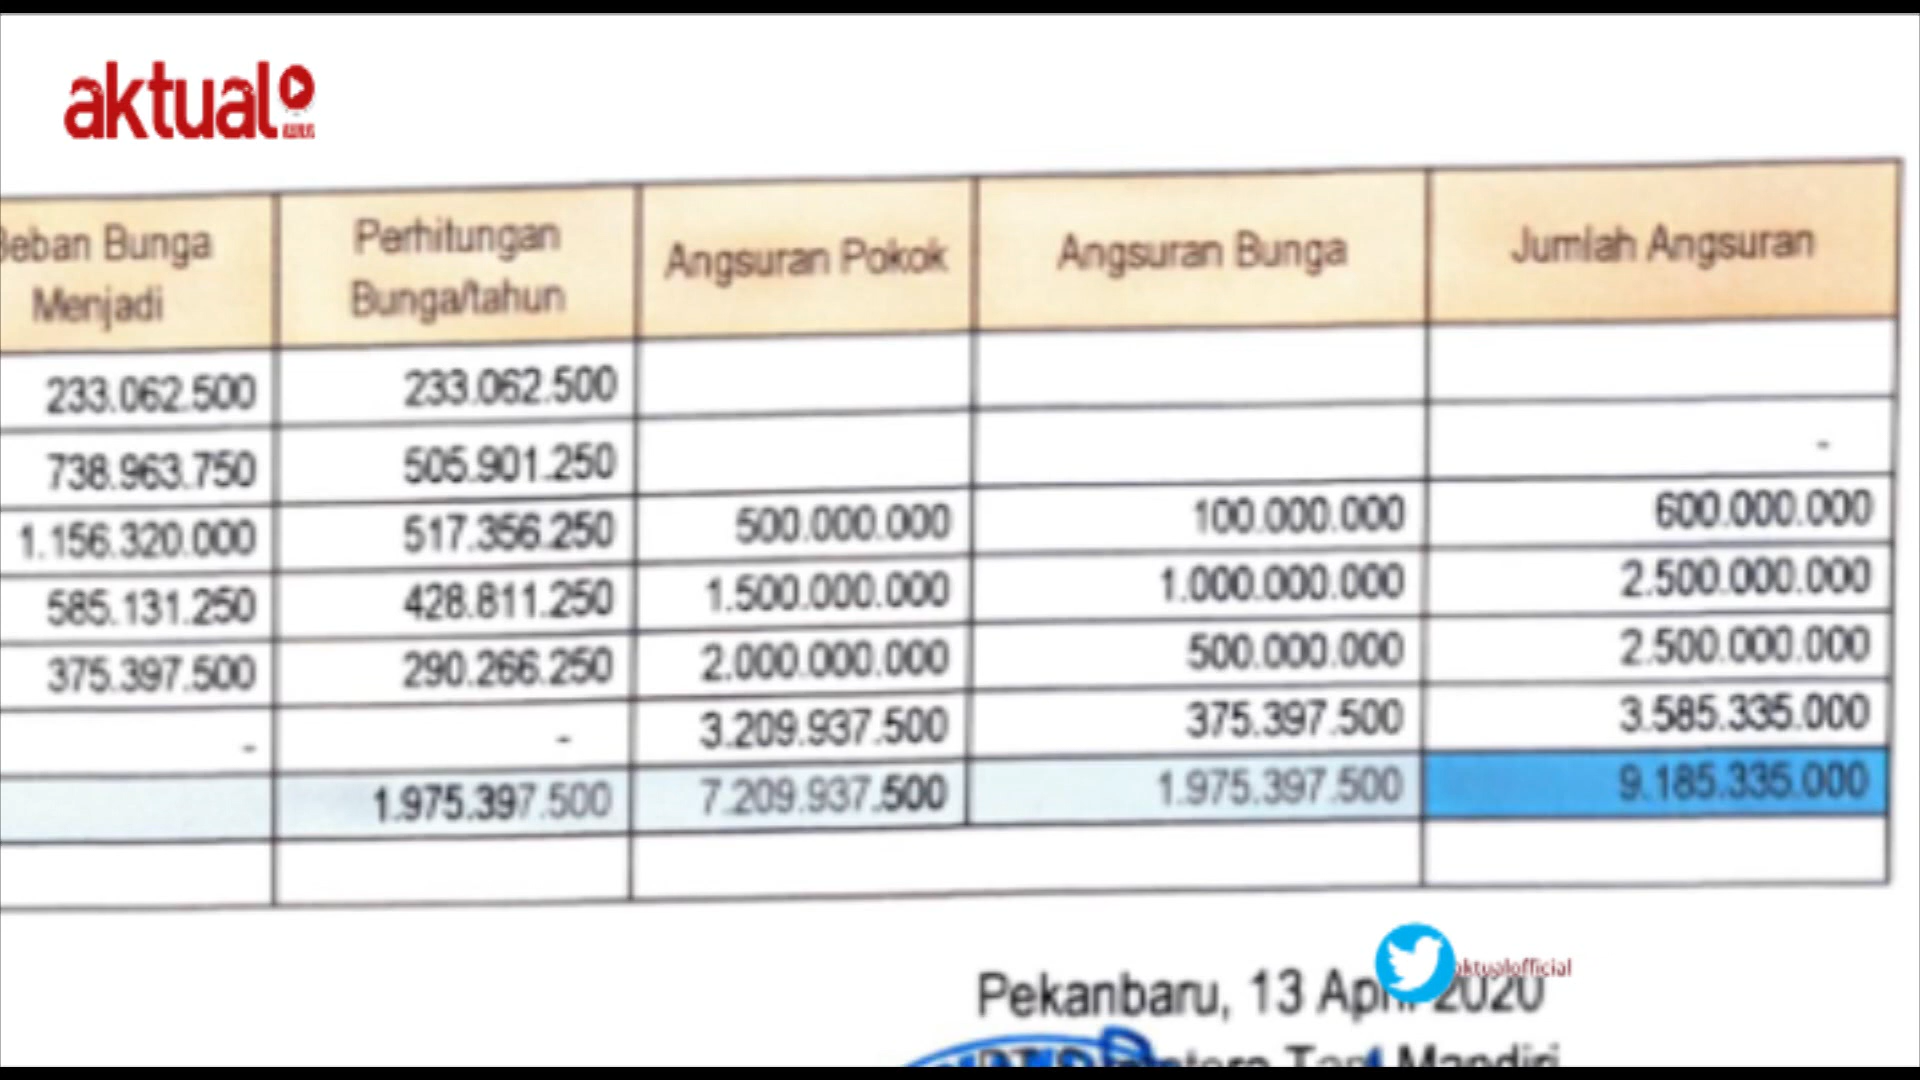 aktual
Beban Bunga Menjadi Perhitungan Bunga/tahun Angsuran Pokok Angsuran Bunga Jumlah Angsuran
233.062.500 233.062.500
738.963.750 505.901.250 -
1.156.320.000 517.356.250 500.000.000 100.000.000 600.000.000
585.131.250 428.811.250 1.500.000.000 1.000.000.000 2.500.000.000
375.397.500 290.266.250 2.000.000.000 500.000.000 2.500.000.000
- - 3.209.937.500 375.397.500 3.585.335.000
1.975.397.500 7.209.937.500 1.975.397.500 9.185.335.000
aktualofficial
Pekanbaru, 13 April 2020
Tani Mandiri